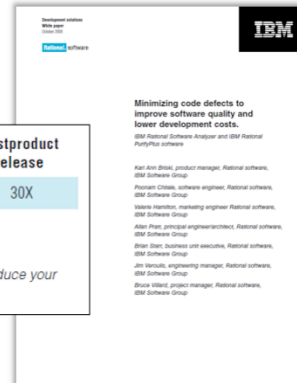 Development solutions
White paper
October 2008
Rational. software
IBM
Minimizing code defects to
improve software quality and
lower development costs.
IBM Rational Software Analyzer and IBM Rational
PurifyPlus software
Kari Ann Briski, product manager, Rational software,
IBM Software Group
Poonam Chitale, software engineer, Rational software,
IBM Software Group
Valerie Hamilton, marketing engineer Rational software,
IBM Software Group
Allan Pratt, principal engineer/architect, Rational software,
IBM Software Group
Brian Starr, business unit executive, Rational software,
IBM Software Group
Jim Veroulis, engineering manager, Rational software,
IBM Software Group
Bruce Villard, project manager, Rational software,
IBM Software Group
stproduct
elease
30X
duce your